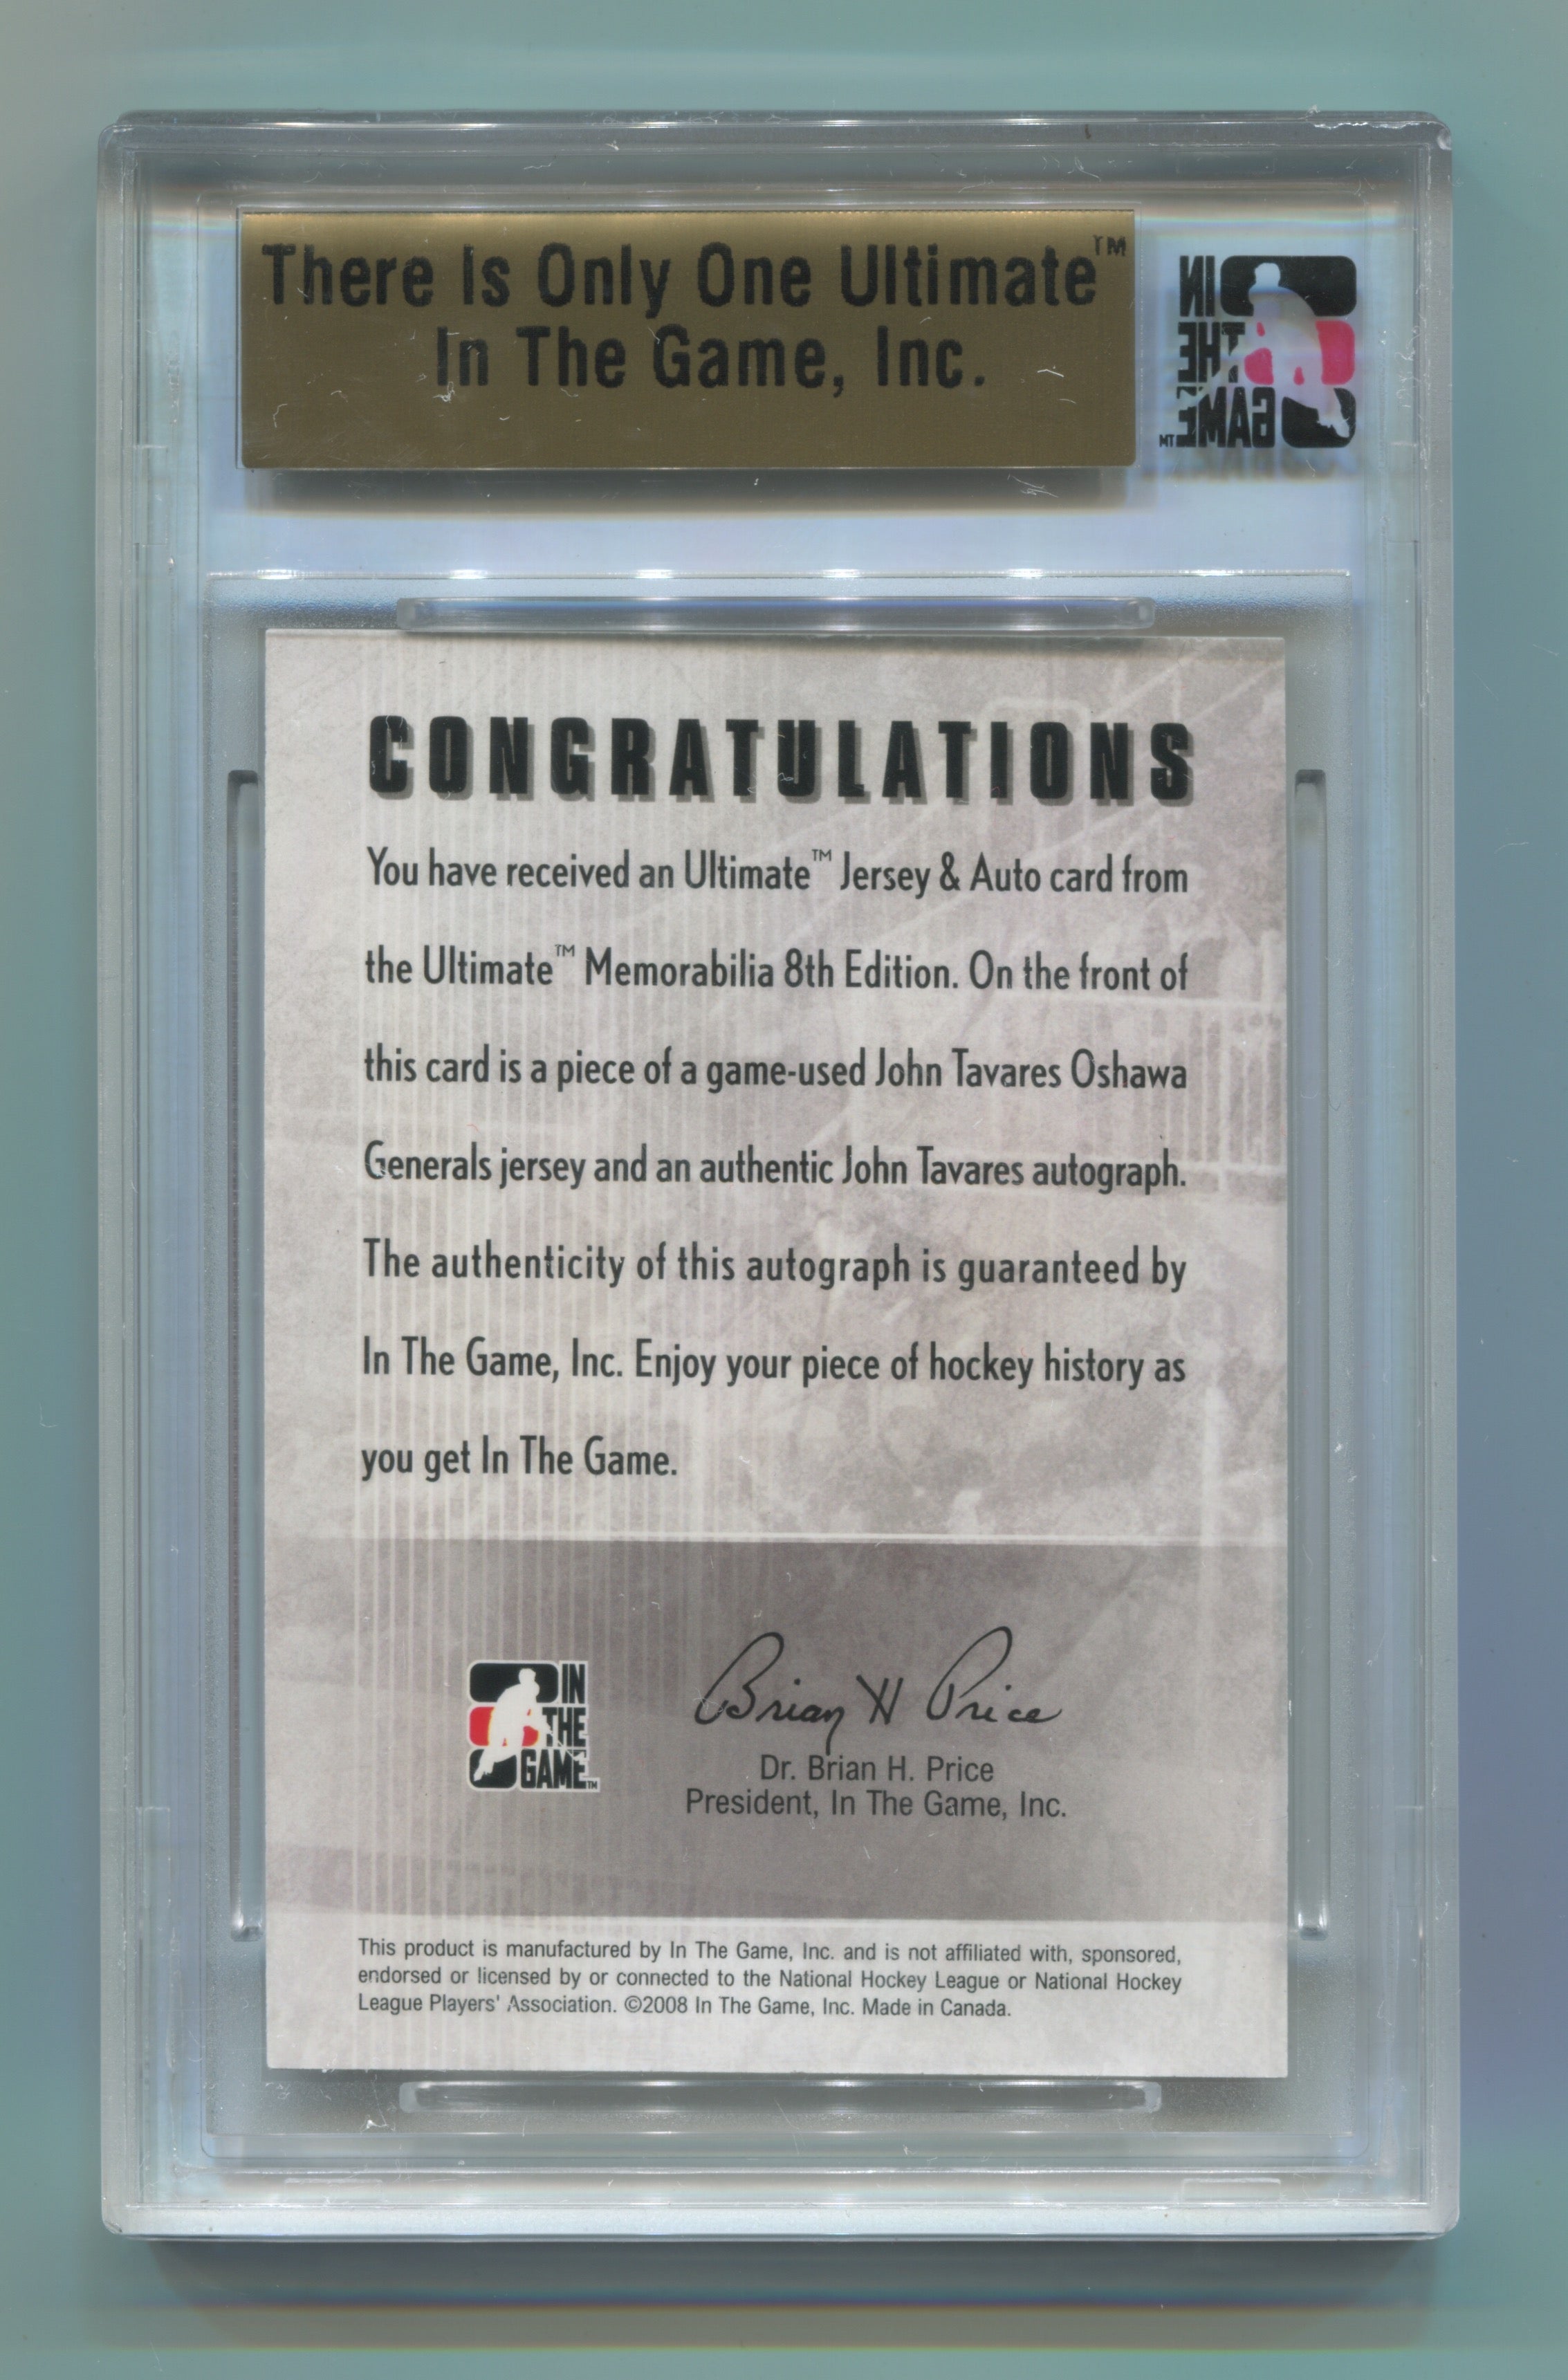 There Is Only One Ultimate™
In The Game, Inc.
IN
THE
GAME™
CONGRATULATIONS
You have received an Ultimate™ Jersey & Auto card from
the Ultimate™ Memorabilia 8th Edition. On the front of
this card is a piece of a game-used John Tavares Oshawa
Generals jersey and an authentic John Tavares autograph.
The authenticity of this autograph is guaranteed by
In The Game, Inc. Enjoy your piece of hockey history as
you get In The Game.
IN
THE
GAME™
Brian H Price
Dr. Brian H. Price
President, In The Game, Inc.
This product is manufactured by In The Game, Inc. and is not affiliated with, sponsored,
endorsed or licensed by or connected to the National Hockey League or National Hockey
League Players' Association. ©2008 In The Game, Inc. Made in Canada.